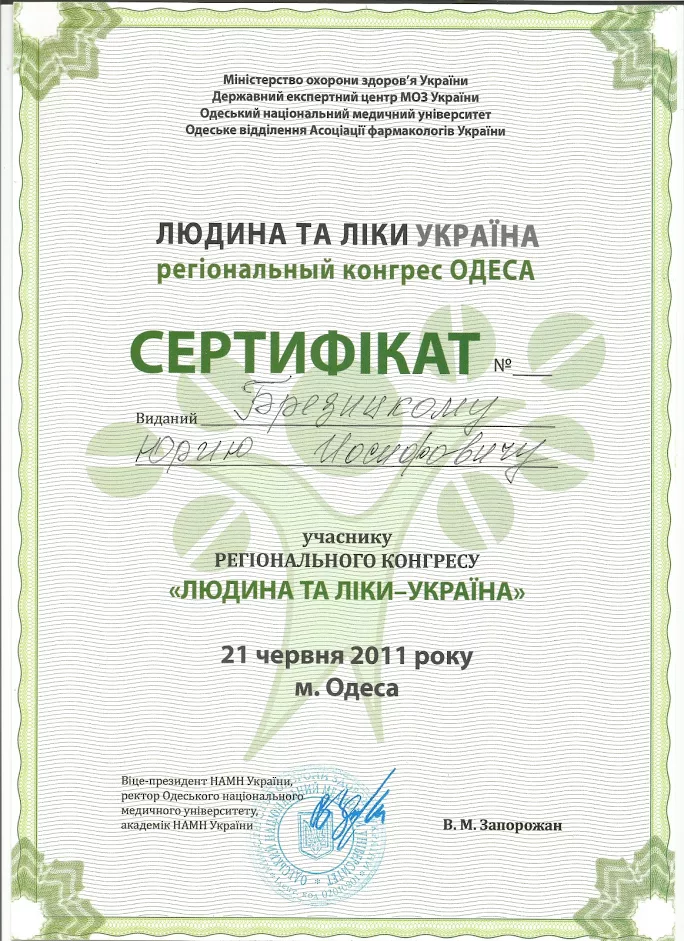 Міністерство охорони здоров'я України
Державний експертний центр МОЗ України
Одеський національний медичний університет
Одеське відділення Асоціації фармакологів України
ЛЮДИНА ТА ЛІКИ УКРАЇНА
регіональный конгрес ОДЕСА
СЕРТИФІКАТ №___
Виданий Брезицкому
Юрию Иосифовичу
учаснику
РЕГІОНАЛЬНОГО КОНГРЕСУ
«ЛЮДИНА ТА ЛІКИ–УКРАЇНА»
21 червня 2011 року
м. Одеса
Віце-президент НАМН України,
ректор Одеського національного
медичного університету,
академік НАМН України
В. М. Запорожан